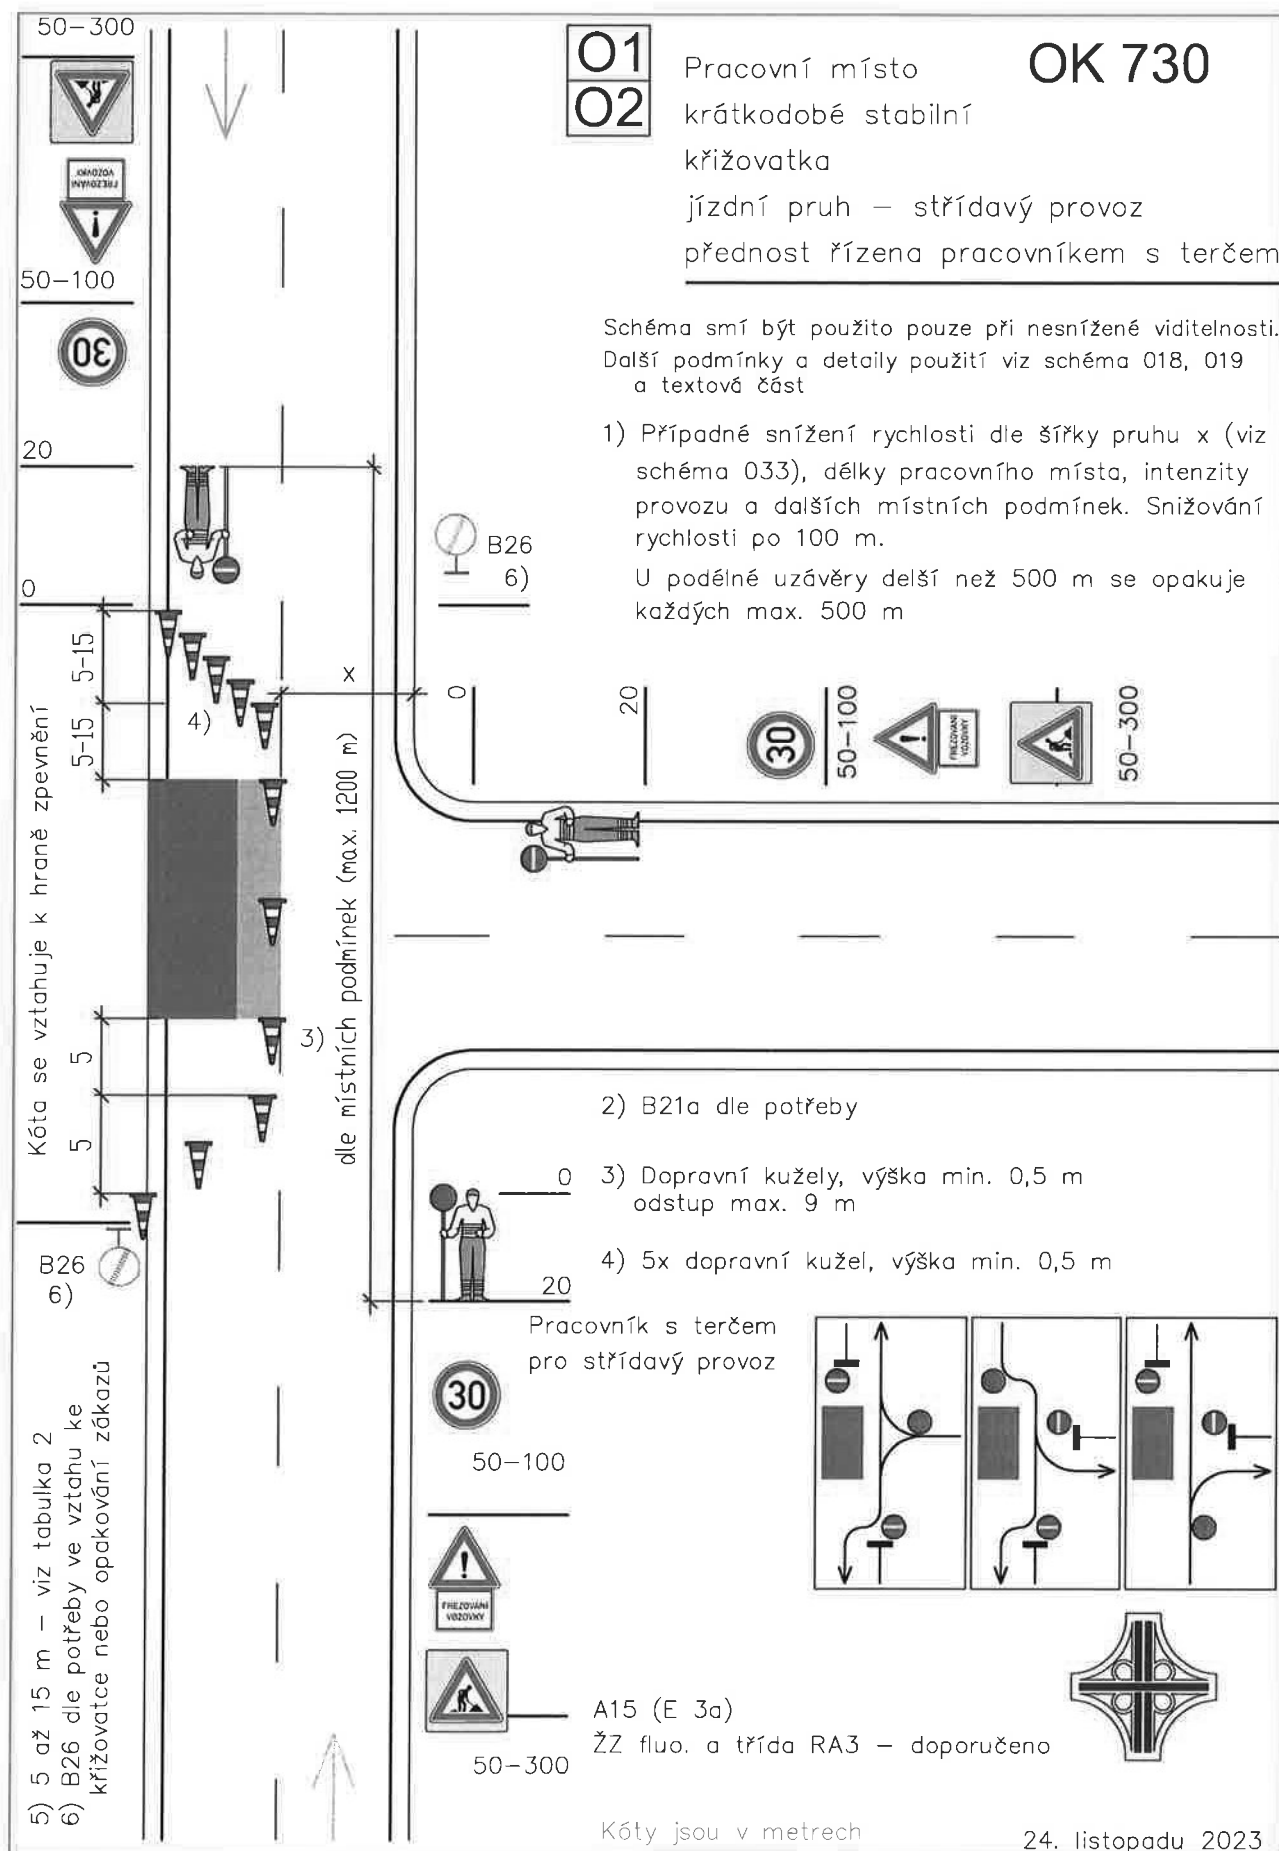 50-300
FRÉZOVÁNÍ
VOZOVKY
50-100
30
20
0
5-15
5-15
4)
Kóta se vztahuje k hraně zpevnění
5
5
3)
B26
6)
x
dle místních podmínek (max. 1200 m)
O1
O2
OK 730
Pracovní místo
krátkodobé stabilní
křižovatka
jízdní pruh – střídavý provoz
přednost řízena pracovníkem s terčem
Schéma smí být použito pouze při nesnížené viditelnosti.
Další podmínky a detaily použití viz schéma 018, 019
a textová část
1) Případné snížení rychlosti dle šířky pruhu x (viz
schéma 033), délky pracovního místa, intenzity
provozu a dalších místních podmínek. Snižování
rychlosti po 100 m.
U podélné uzávěry delší než 500 m se opakuje
každých max. 500 m
B26
6)
0
20
30
50-100
FRÉZOVÁNÍ
VOZOVKY
50-300
2) B21a dle potřeby
3) Dopravní kužely, výška min. 0,5 m
odstup max. 9 m
4) 5x dopravní kužel, výška min. 0,5 m
0
20
Pracovník s terčem
pro střídavý provoz
30
50-100
FRÉZOVÁNÍ
VOZOVKY
50-300
A15 (E 3a)
ŽZ fluo. a třída RA3 – doporučeno
5) 5 až 15 m – viz tabulka 2
6) B26 dle potřeby ve vztahu ke
křižovatce nebo opakování zákazů
Kóty jsou v metrech
24. listopadu 2023